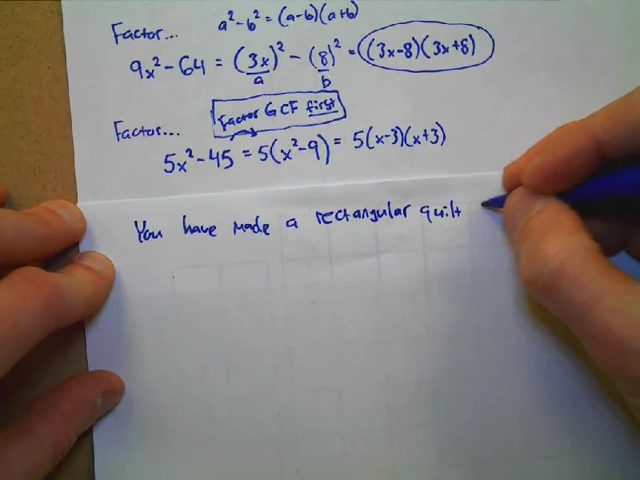 a² - b² = (a-b)(a+b)
Factor...
9x² - 64 = (3x)² - (8)² = (3x-8)(3x+8)
a b
Factor GCF first
Factor...
5x² - 45 = 5(x² - 9) = 5(x-3)(x+3)
You have made a rectangular quilt